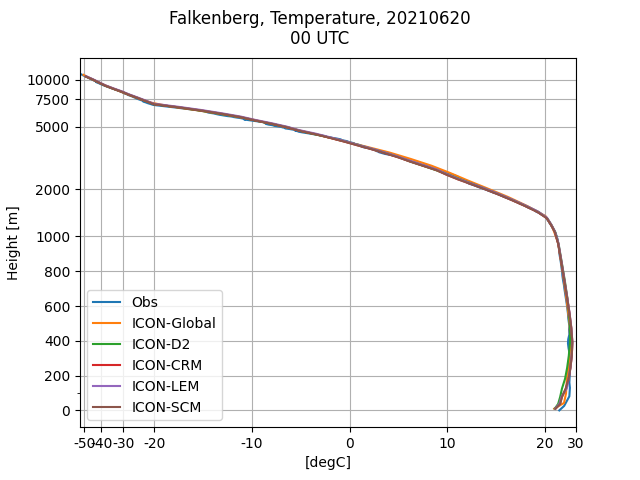 Falkenberg, Temperature, 20210620
00 UTC
Height [m]
10000
7500
5000
2000
1000
800
600
400
200
0
Obs
ICON-Global
ICON-D2
ICON-CRM
ICON-LEM
ICON-SCM
-50 -40 -30 -20 -10 0 10 20 30
[degC]